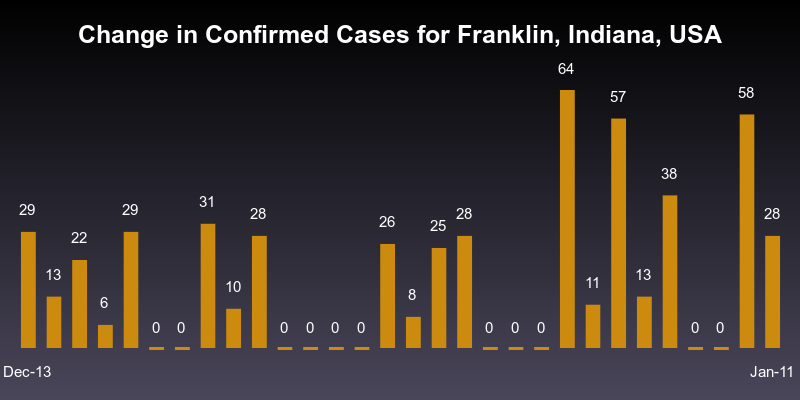 Change in Confirmed Cases for Franklin, Indiana, USA
29 13 22 6 29 0 0 31 10 28 0 0 0 0 26 8 25 28 0 0 0 64 11 57 13 38 0 0 58 28
Dec-13 Jan-11